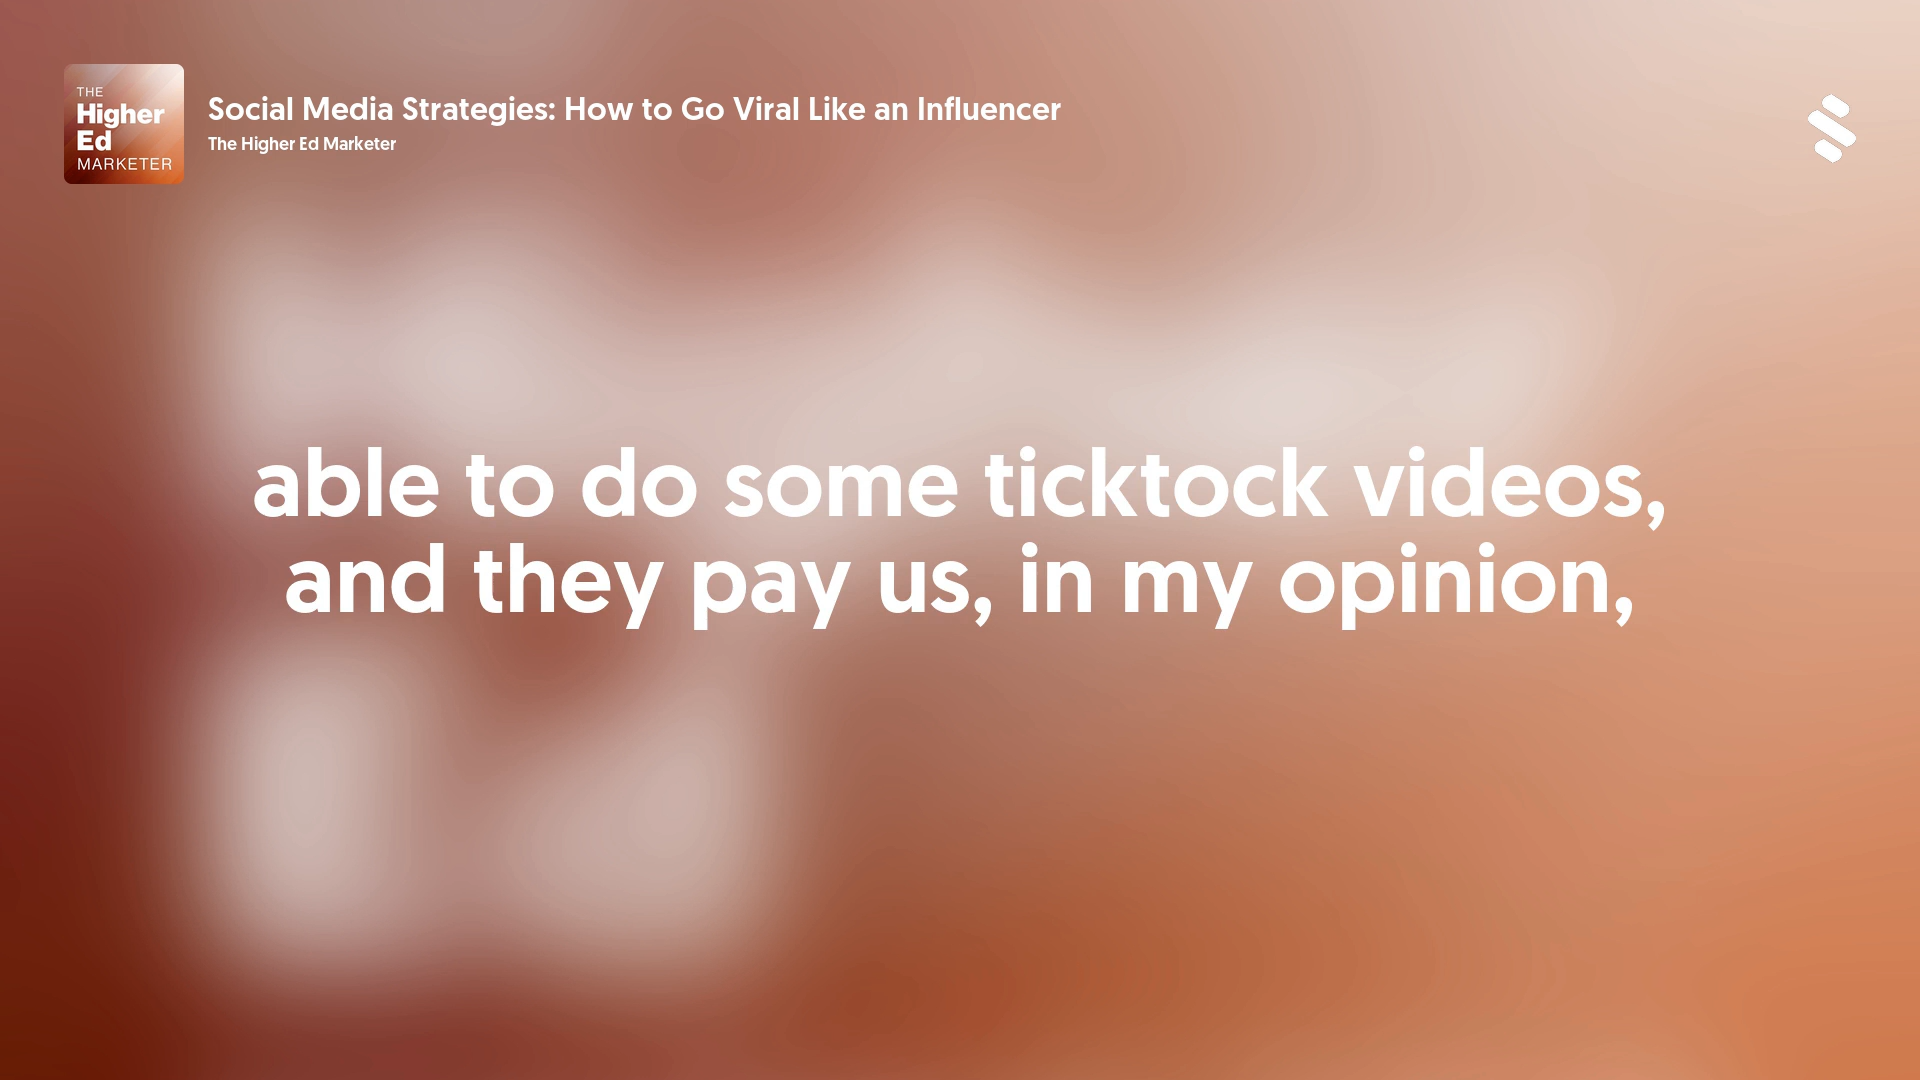 THE
Higher
Ed
MARKETER
Social Media Strategies: How to Go Viral Like an Influencer
The Higher Ed Marketer
able to do some ticktock videos,
and they pay us, in my opinion,